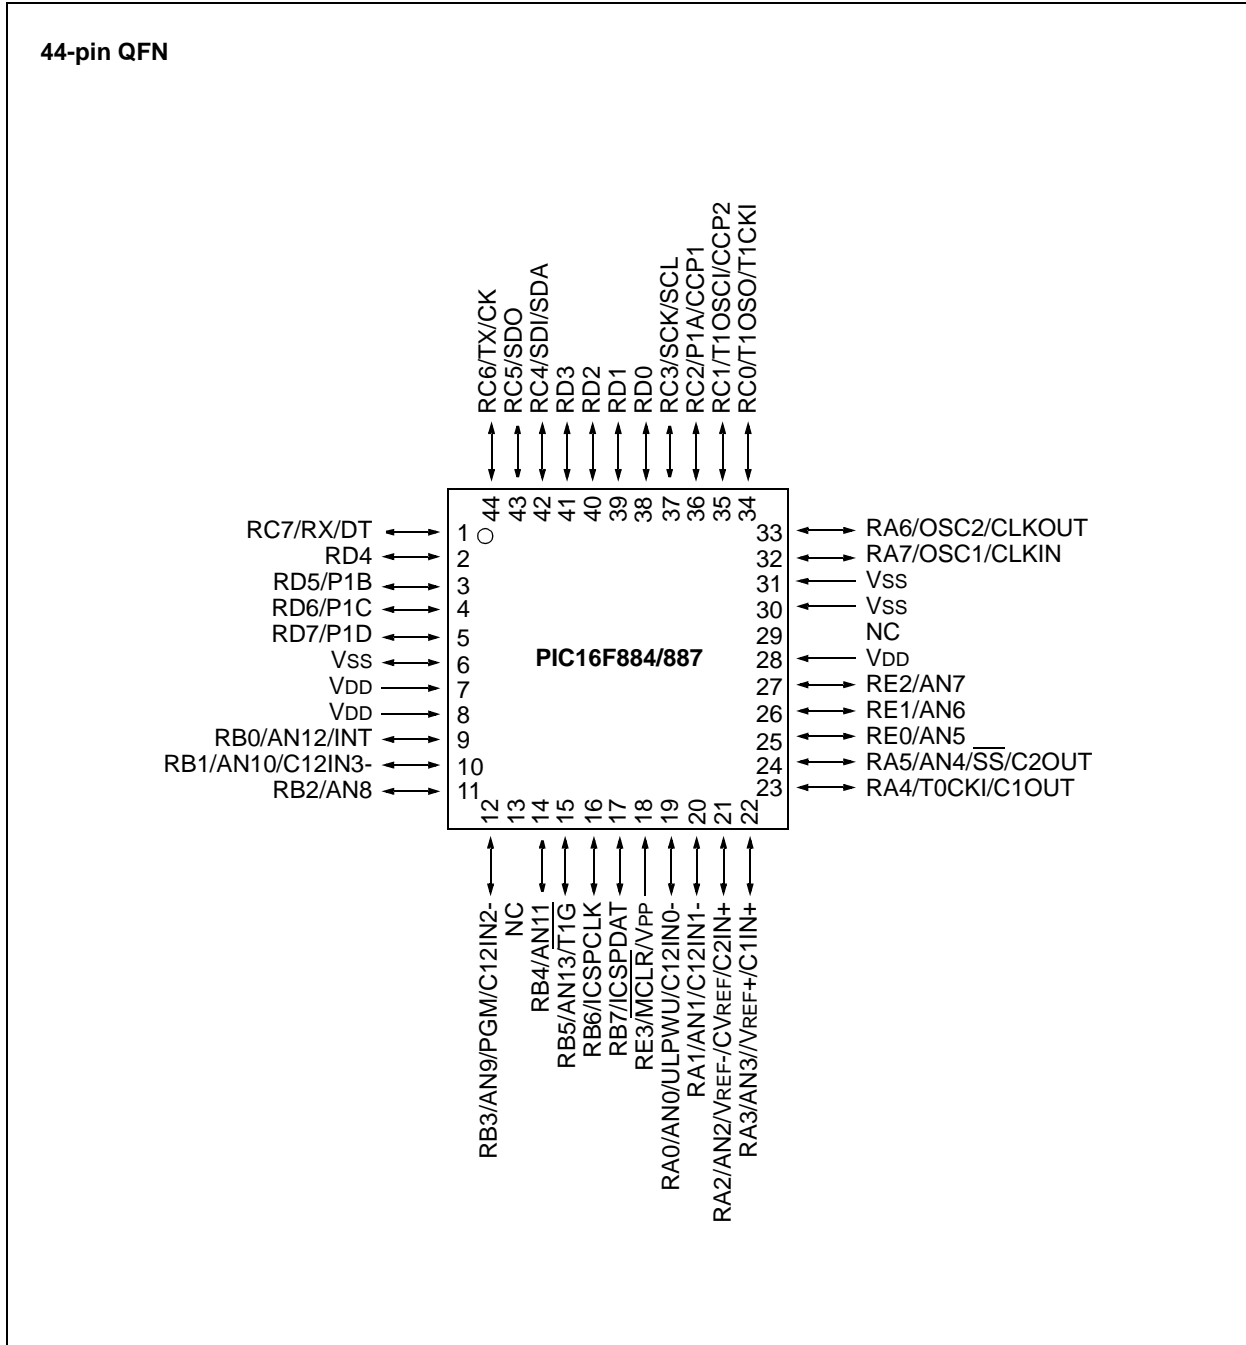 44-pin QFN
RC6/TX/CK
RC5/SDO
RC4/SDI/SDA
RD3
RD2
RD1
RD0
RC3/SCK/SCL
RC2/P1A/CCP1
RC1/T1OSCI/CCP2
RC0/T1OSO/T1CKI
44
43
42
41
40
39
38
37
36
35
34
RC7/RX/DT 1
RD4 2
RD5/P1B 3
RD6/P1C 4
RD7/P1D 5
VSS 6
VDD 7
VDD 8
RB0/AN12/INT 9
RB1/AN10/C12IN3- 10
RB2/AN8 11
PIC16F884/887
33 RA6/OSC2/CLKOUT
32 RA7/OSC1/CLKIN
31 VSS
30 VSS
29 NC
28 VDD
27 RE2/AN7
26 RE1/AN6
25 RE0/AN5
24 RA5/AN4/SS/C2OUT
23 RA4/T0CKI/C1OUT
12
13
14
15
16
17
18
19
20
21
22
RB3/AN9/PGM/C12IN2-
NC
RB4/AN11
RB5/AN13/T1G
RB6/ICSPCLK
RB7/ICSPDAT
RE3/MCLR/VPP
RA0/AN0/ULPWU/C12IN0-
RA1/AN1/C12IN1-
RA2/AN2/VREF-/CVREF/C2IN+
RA3/AN3//VREF+/C1IN+